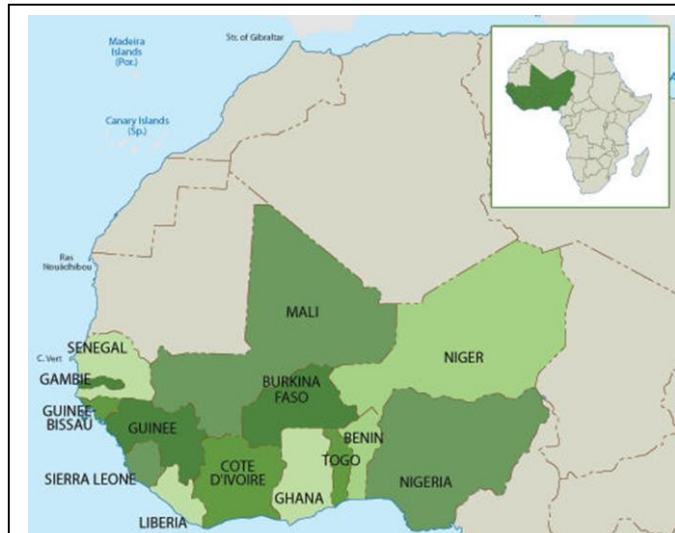 Madeira
Islands
(Por.)
Str. of Gibraltar
Canary Islands
(Sp.)
Ras
Nouâdhibou
MALI
C. Vert
SENEGAL
NIGER
GAMBIE
BURKINA
FASO
GUINEE-
BISSAU
GUINEE
BENIN
TOGO
COTE
D'IVOIRE
SIERRA LEONE
NIGERIA
GHANA
LIBERIA